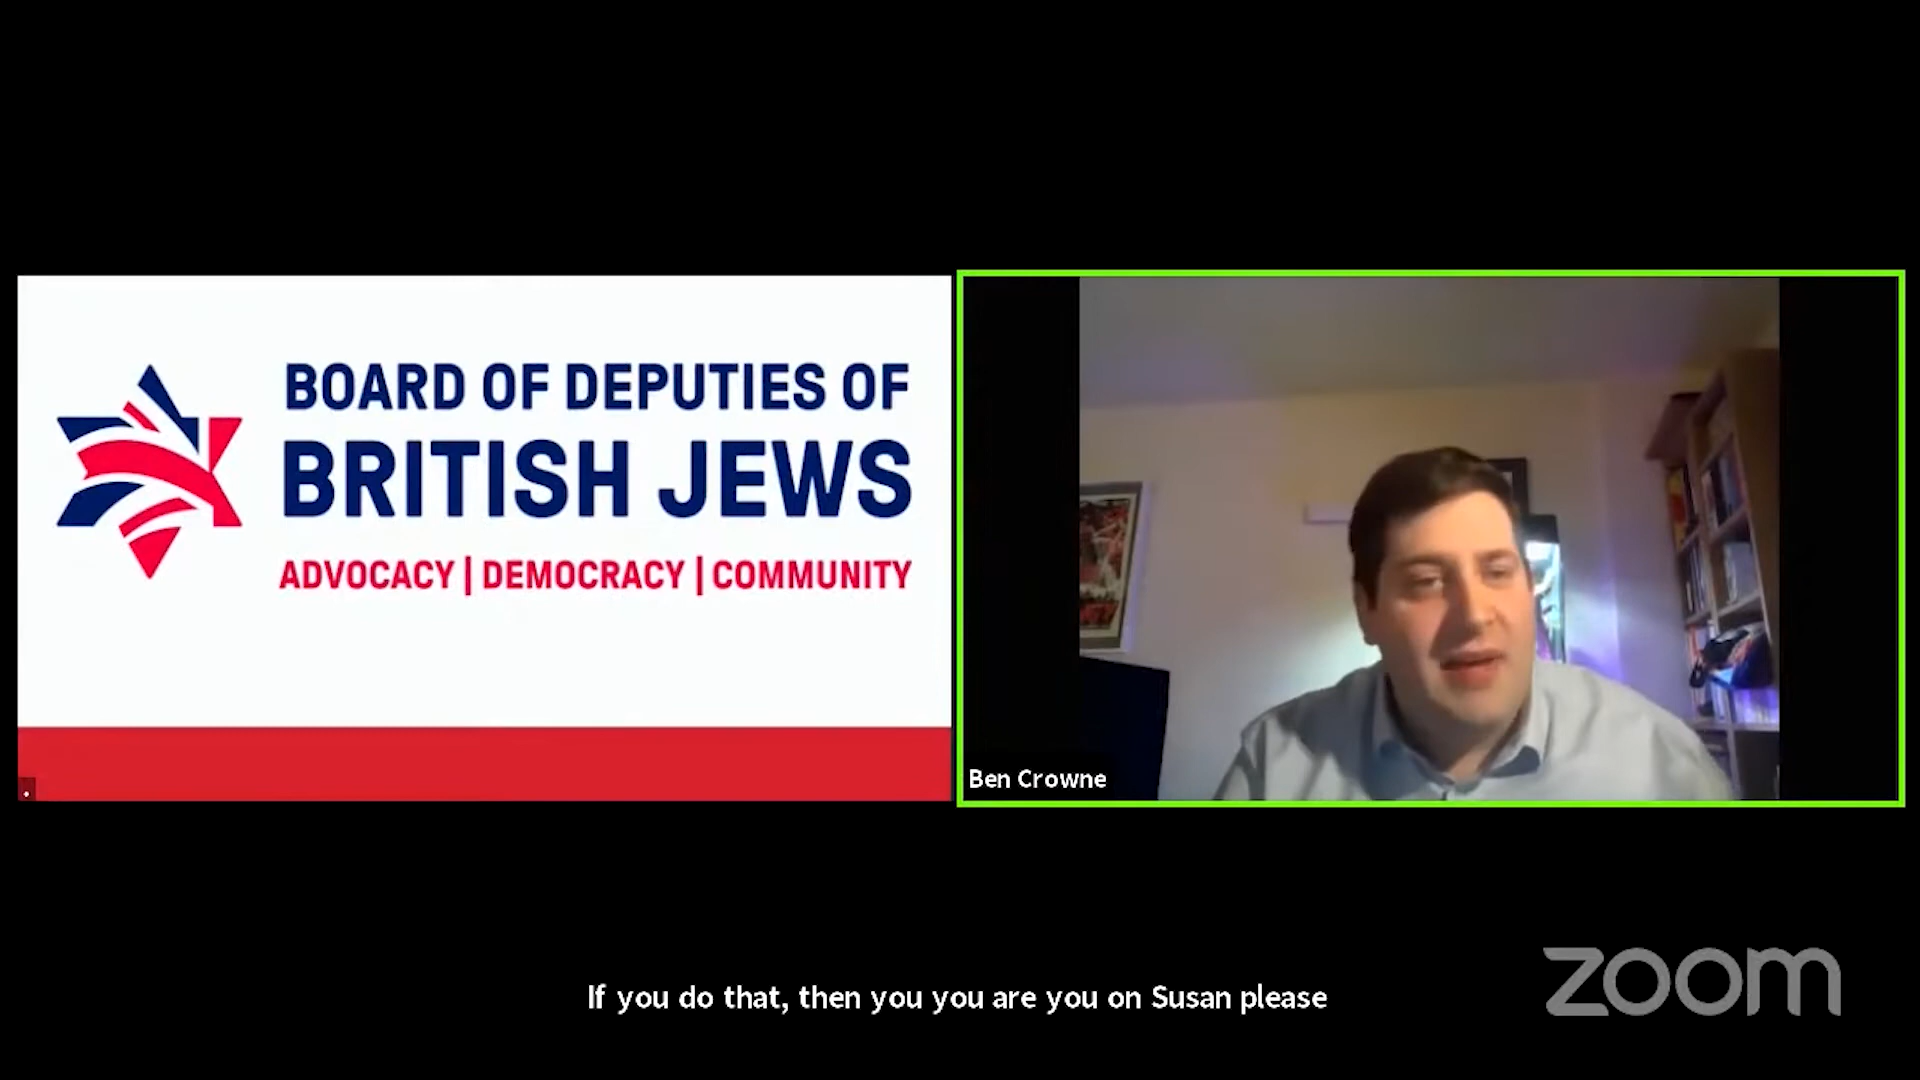 BOARD OF DEPUTIES OF
BRITISH JEWS
ADVOCACY | DEMOCRACY | COMMUNITY
Ben Crowne
If you do that, then you you are you on Susan please
zoom